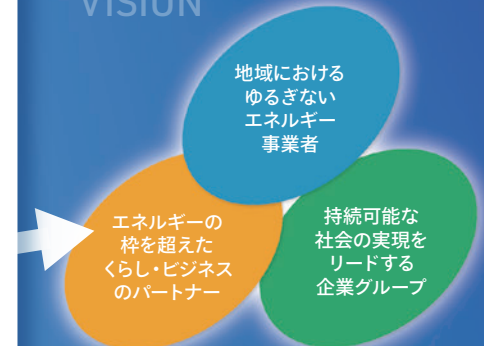 VISION
地域における
ゆるぎない
エネルギー
事業者
エネルギーの
枠を超えた
くらし・ビジネス
のパートナー
持続可能な
社会の実現を
リードする
企業グループ